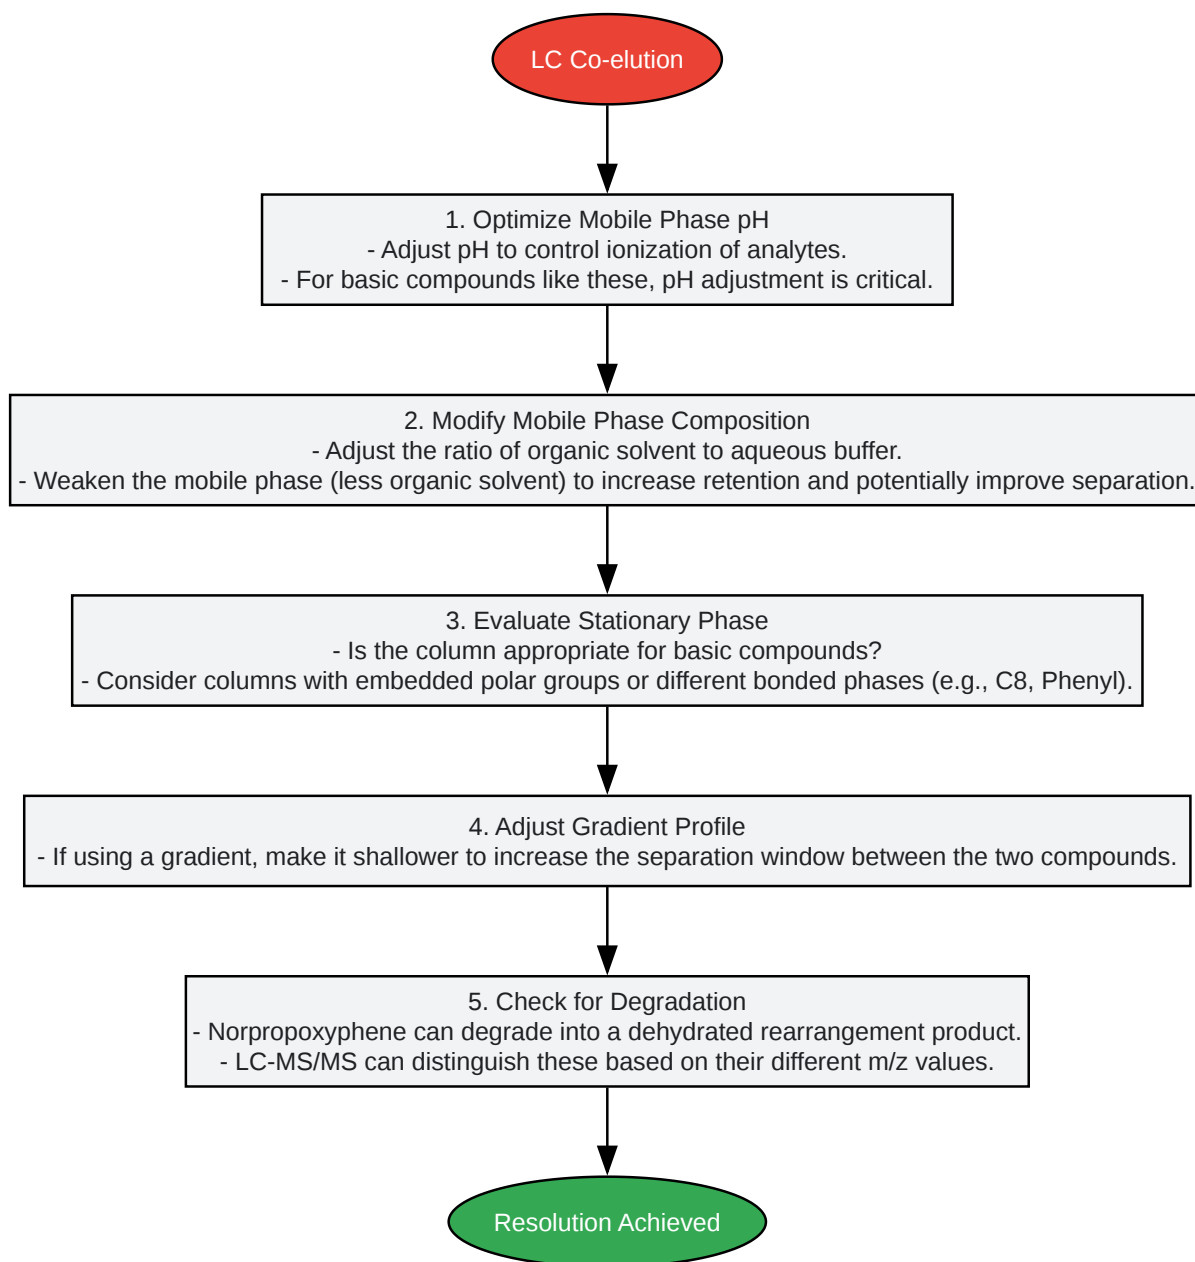 LC Co-elution
1. Optimize Mobile Phase pH
- Adjust pH to control ionization of analytes.
- For basic compounds like these, pH adjustment is critical.
2. Modify Mobile Phase Composition
- Adjust the ratio of organic solvent to aqueous buffer.
- Weaken the mobile phase (less organic solvent) to increase retention and potentially improve separation.
3. Evaluate Stationary Phase
- Is the column appropriate for basic compounds?
- Consider columns with embedded polar groups or different bonded phases (e.g., C8, Phenyl).
4. Adjust Gradient Profile
- If using a gradient, make it shallower to increase the separation window between the two compounds.
5. Check for Degradation
- Norpropoxyphene can degrade into a dehydrated rearrangement product.
- LC-MS/MS can distinguish these based on their different m/z values.
Resolution Achieved